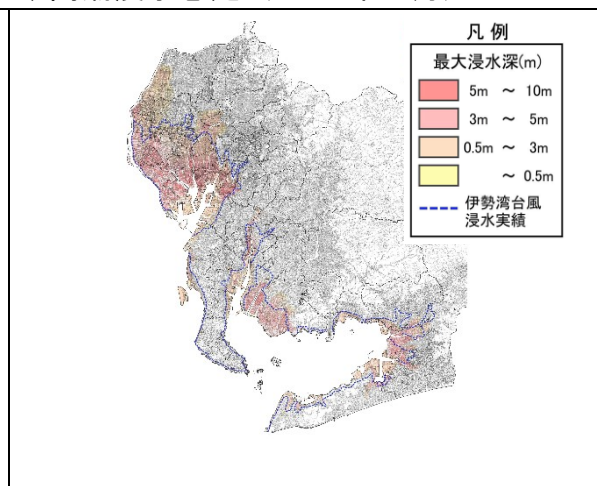 凡例
最大浸水深(m)
5m ～ 10m
3m ～ 5m
0.5m ～ 3m
～ 0.5m
伊勢湾台風
浸水実績